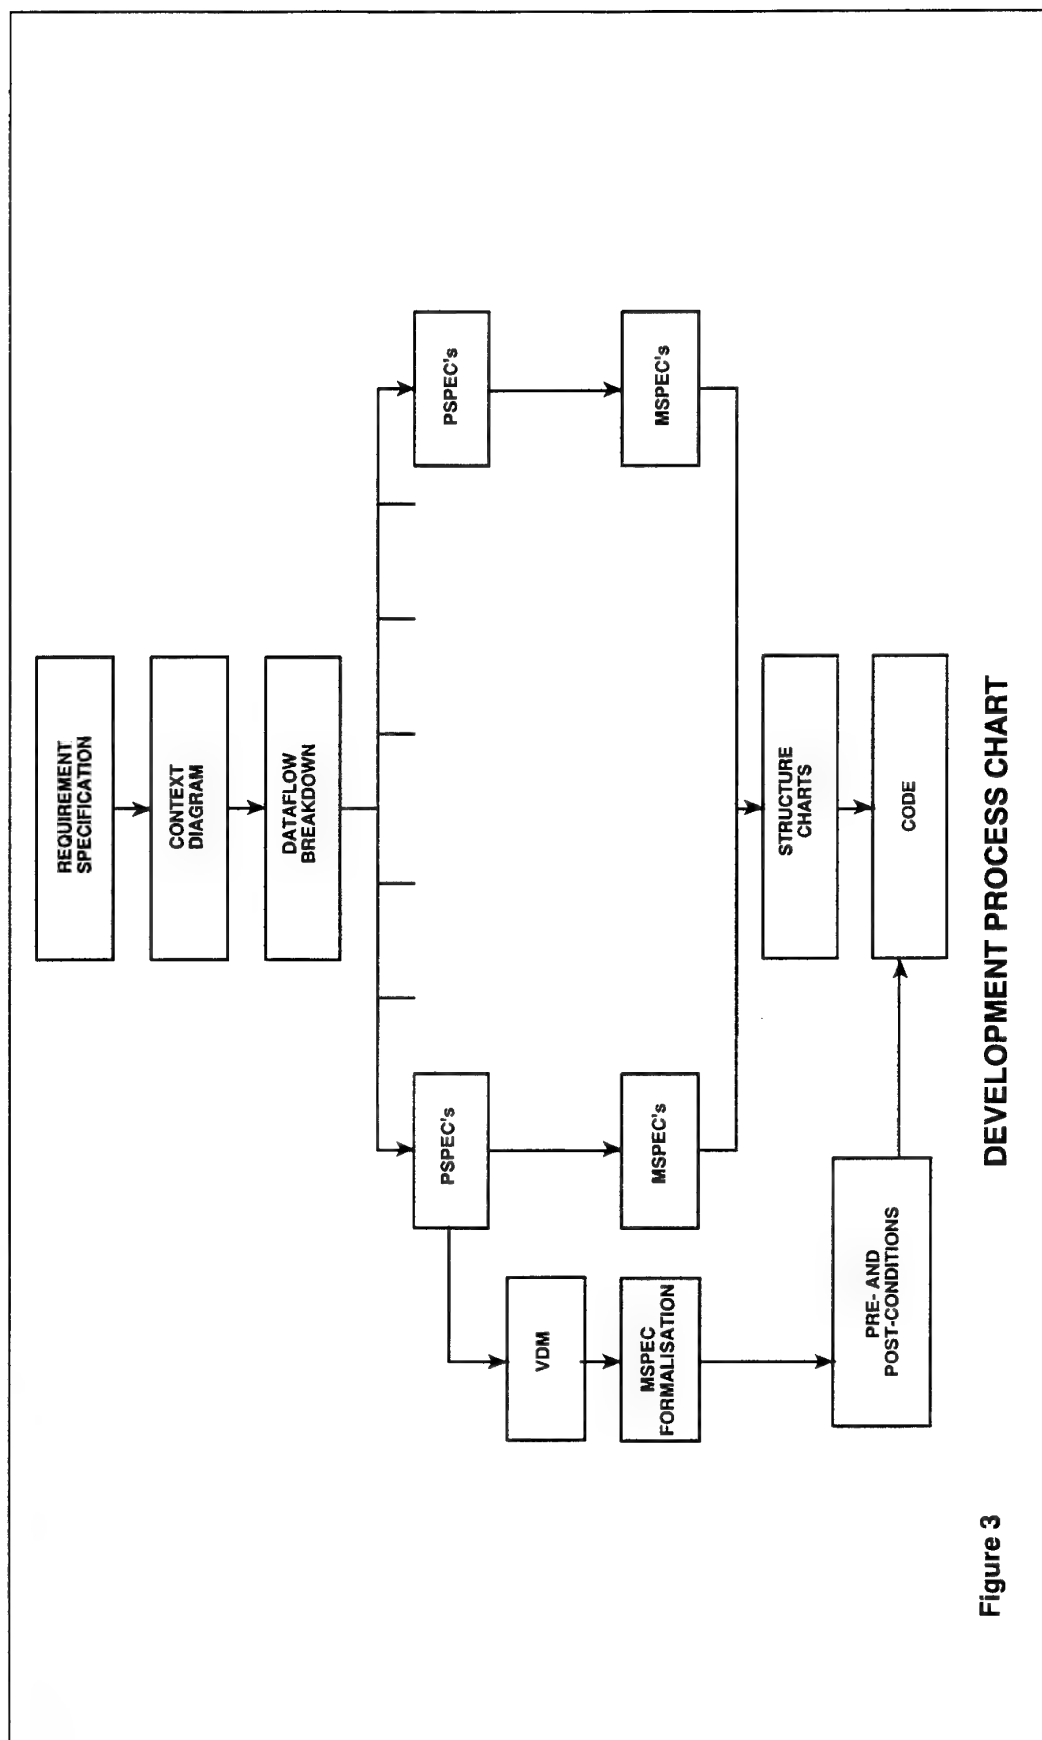 REQUIREMENT
SPECIFICATION
CONTEXT
DIAGRAM
DATAFLOW
BREAKDOWN
PSPEC's
PSPEC's
VDM
MSPEC
FORMALISATION
MSPEC's
MSPEC's
STRUCTURE
CHARTS
PRE- AND
POST-CONDITIONS
CODE
Figure 3
DEVELOPMENT PROCESS CHART